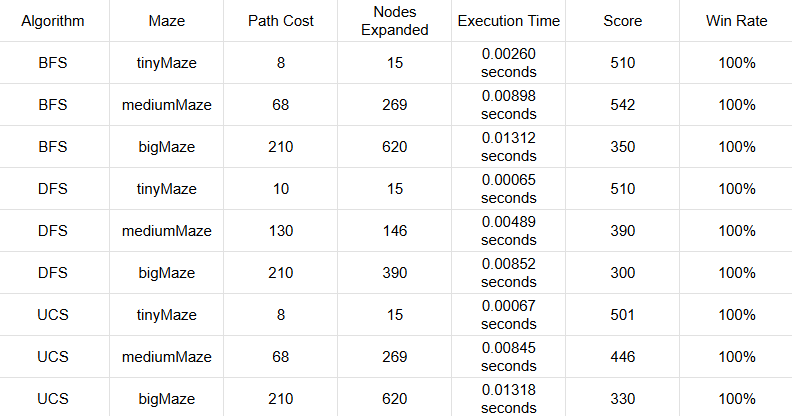 Algorithm Maze Path Cost Nodes Expanded Execution Time Score Win Rate
BFS tinyMaze 8 15 0.00260 seconds 510 100%
BFS mediumMaze 68 269 0.00898 seconds 542 100%
BFS bigMaze 210 620 0.01312 seconds 350 100%
DFS tinyMaze 10 15 0.00065 seconds 510 100%
DFS mediumMaze 130 146 0.00489 seconds 390 100%
DFS bigMaze 210 390 0.00852 seconds 300 100%
UCS tinyMaze 8 15 0.00067 seconds 501 100%
UCS mediumMaze 68 269 0.00845 seconds 446 100%
UCS bigMaze 210 620 0.01318 seconds 330 100%